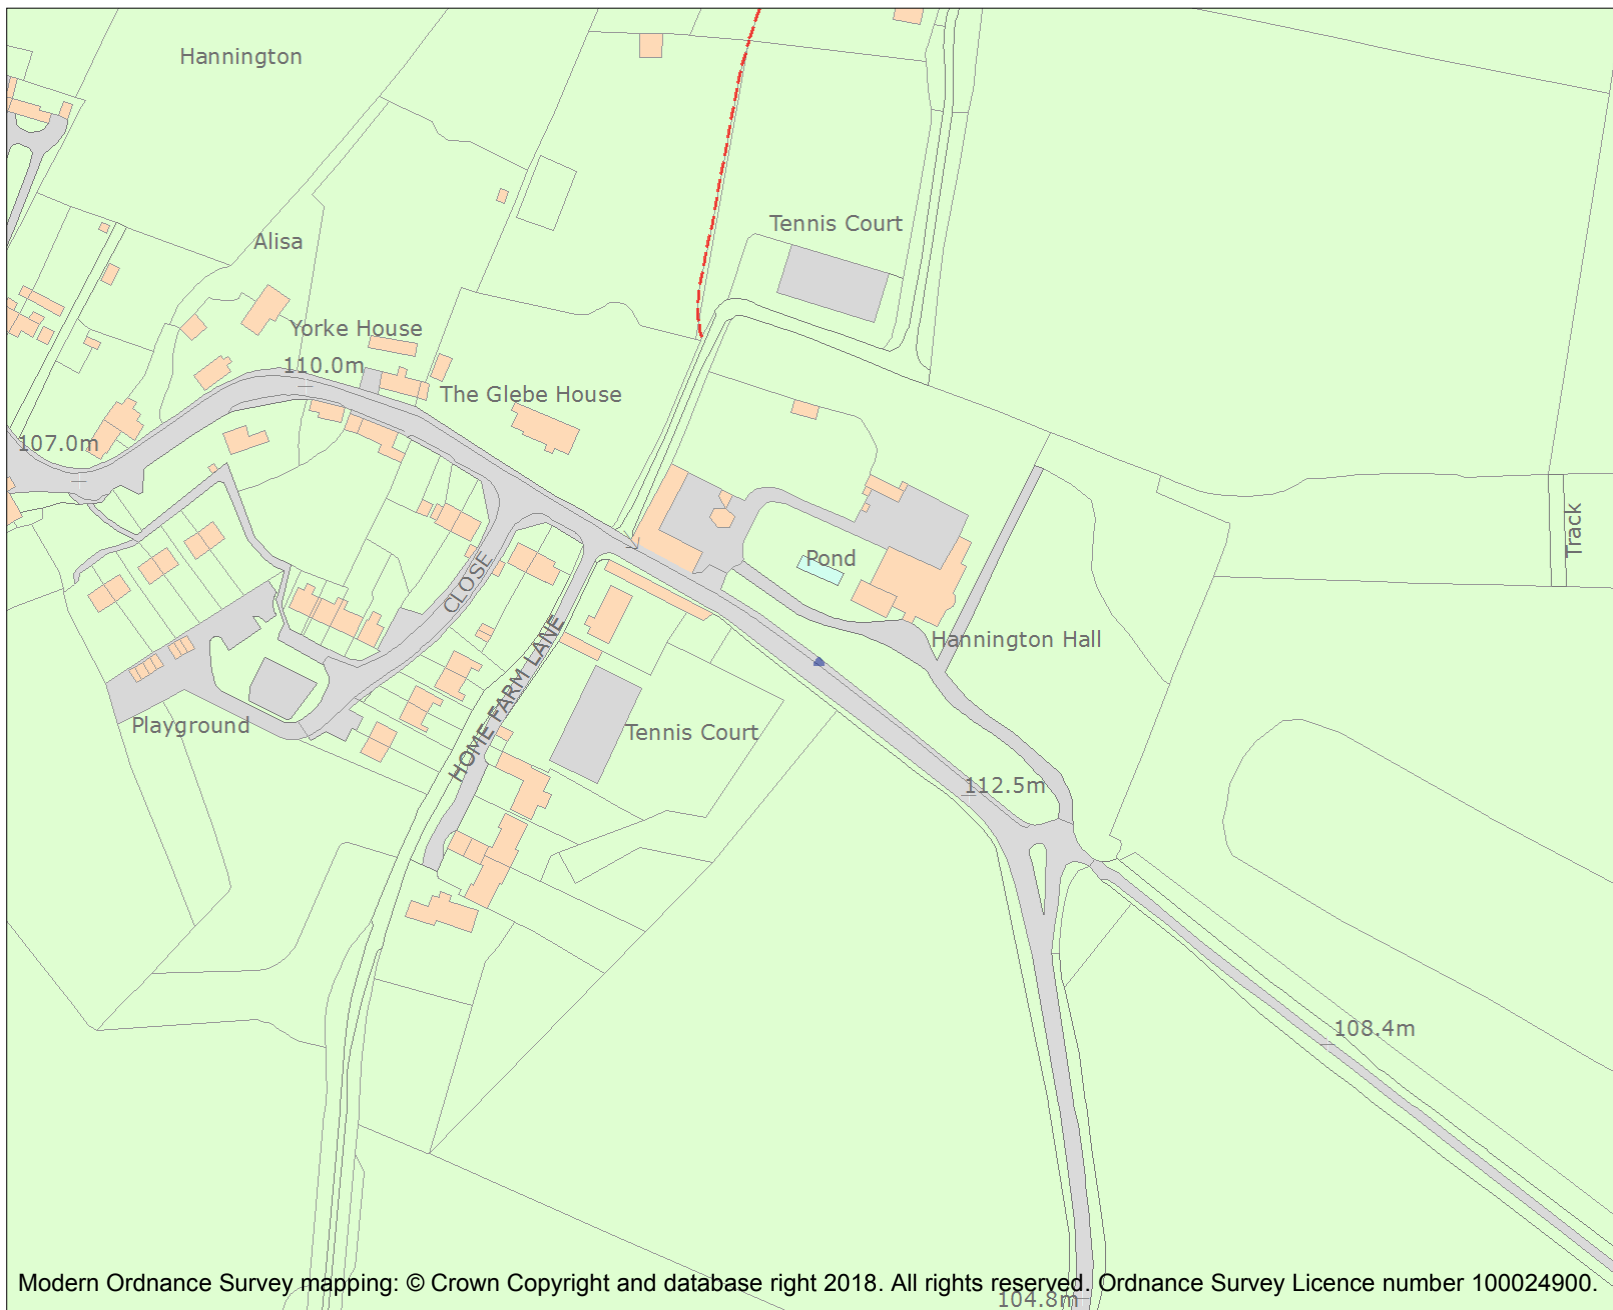 Hannington
Tennis Court
Alisa
Yorke House
110.0m
The Glebe House
107.0m
Track
Pond
CLOSE
Hannington Hall
HOME FARM LANE
Playground
Tennis Court
112.5m
108.4m
Modern Ordnance Survey mapping: © Crown Copyright and database right 2018. All rights reserved. Ordnance Survey Licence number 100024900.
104.8m